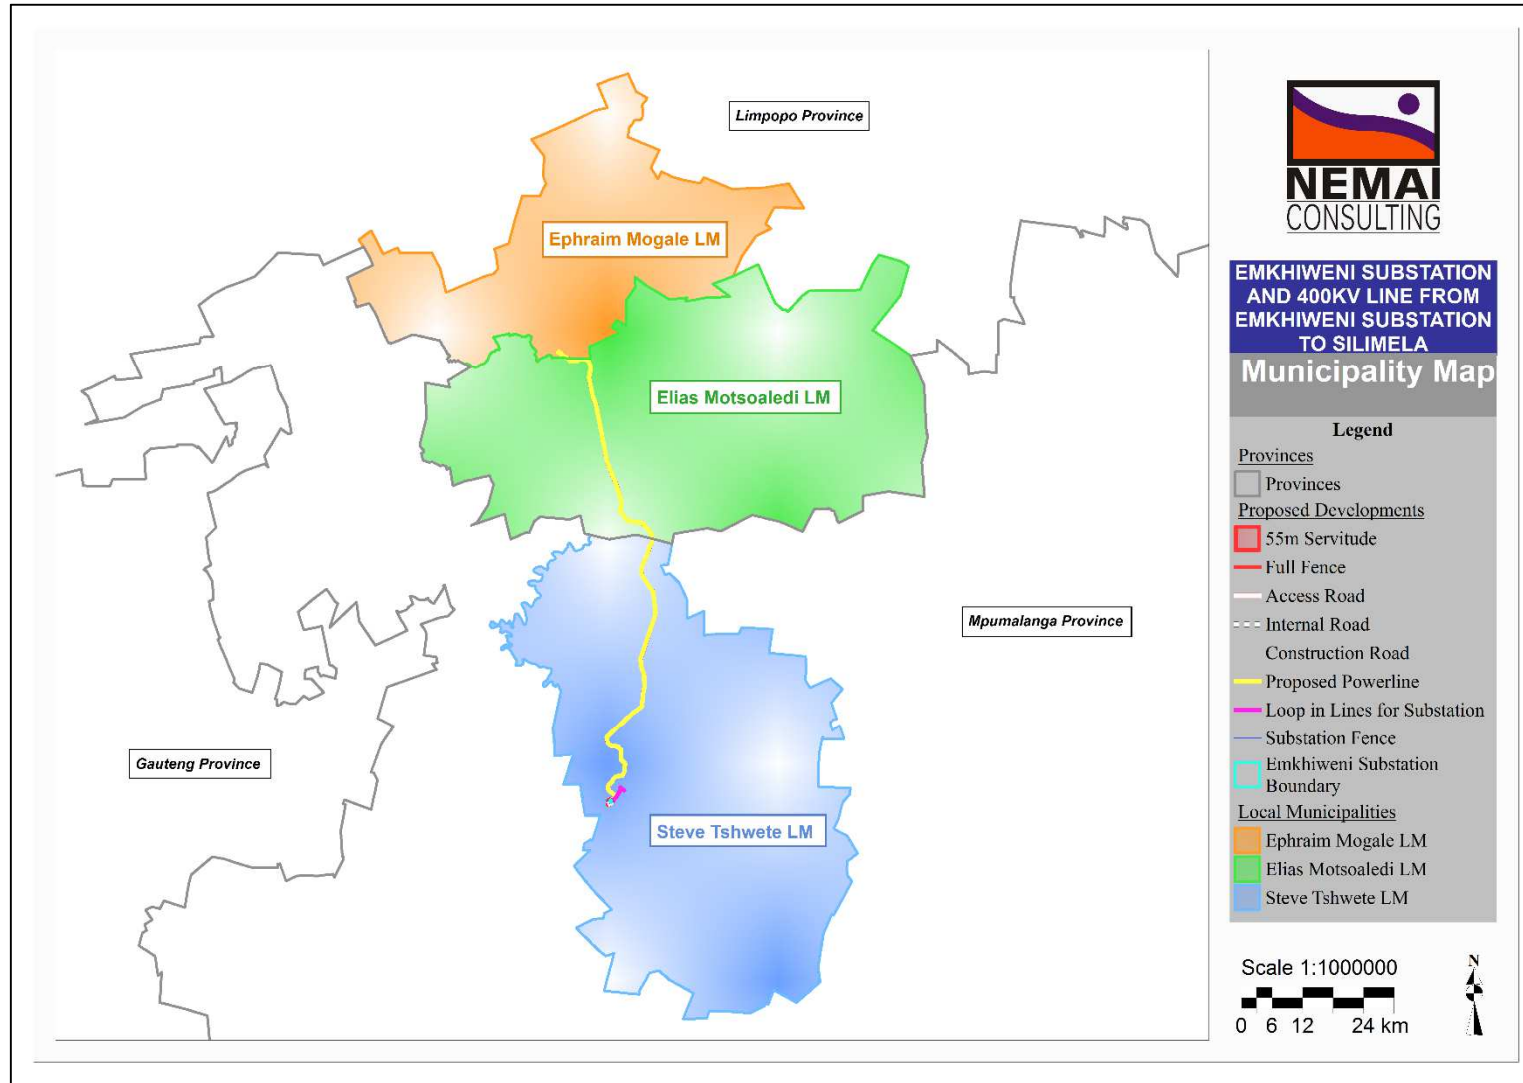 Limpopo Province
Ephraim Mogale LM
Elias Motsoaledi LM
Mpumalanga Province
Gauteng Province
Steve Tshwete LM
NEMAI
CONSULTING
EMKHIWENI SUBSTATION
AND 400KV LINE FROM
EMKHIWENI SUBSTATION
TO SILIMELA
Municipality Map
Legend
Provinces
Provinces
Proposed Developments
55m Servitude
Full Fence
Access Road
Internal Road
Construction Road
Proposed Powerline
Loop in Lines for Substation
Substation Fence
Emkhiweni Substation
Boundary
Local Municipalities
Ephraim Mogale LM
Elias Motsoaledi LM
Steve Tshwete LM
Scale 1:1000000
0 6 12 24 km
N